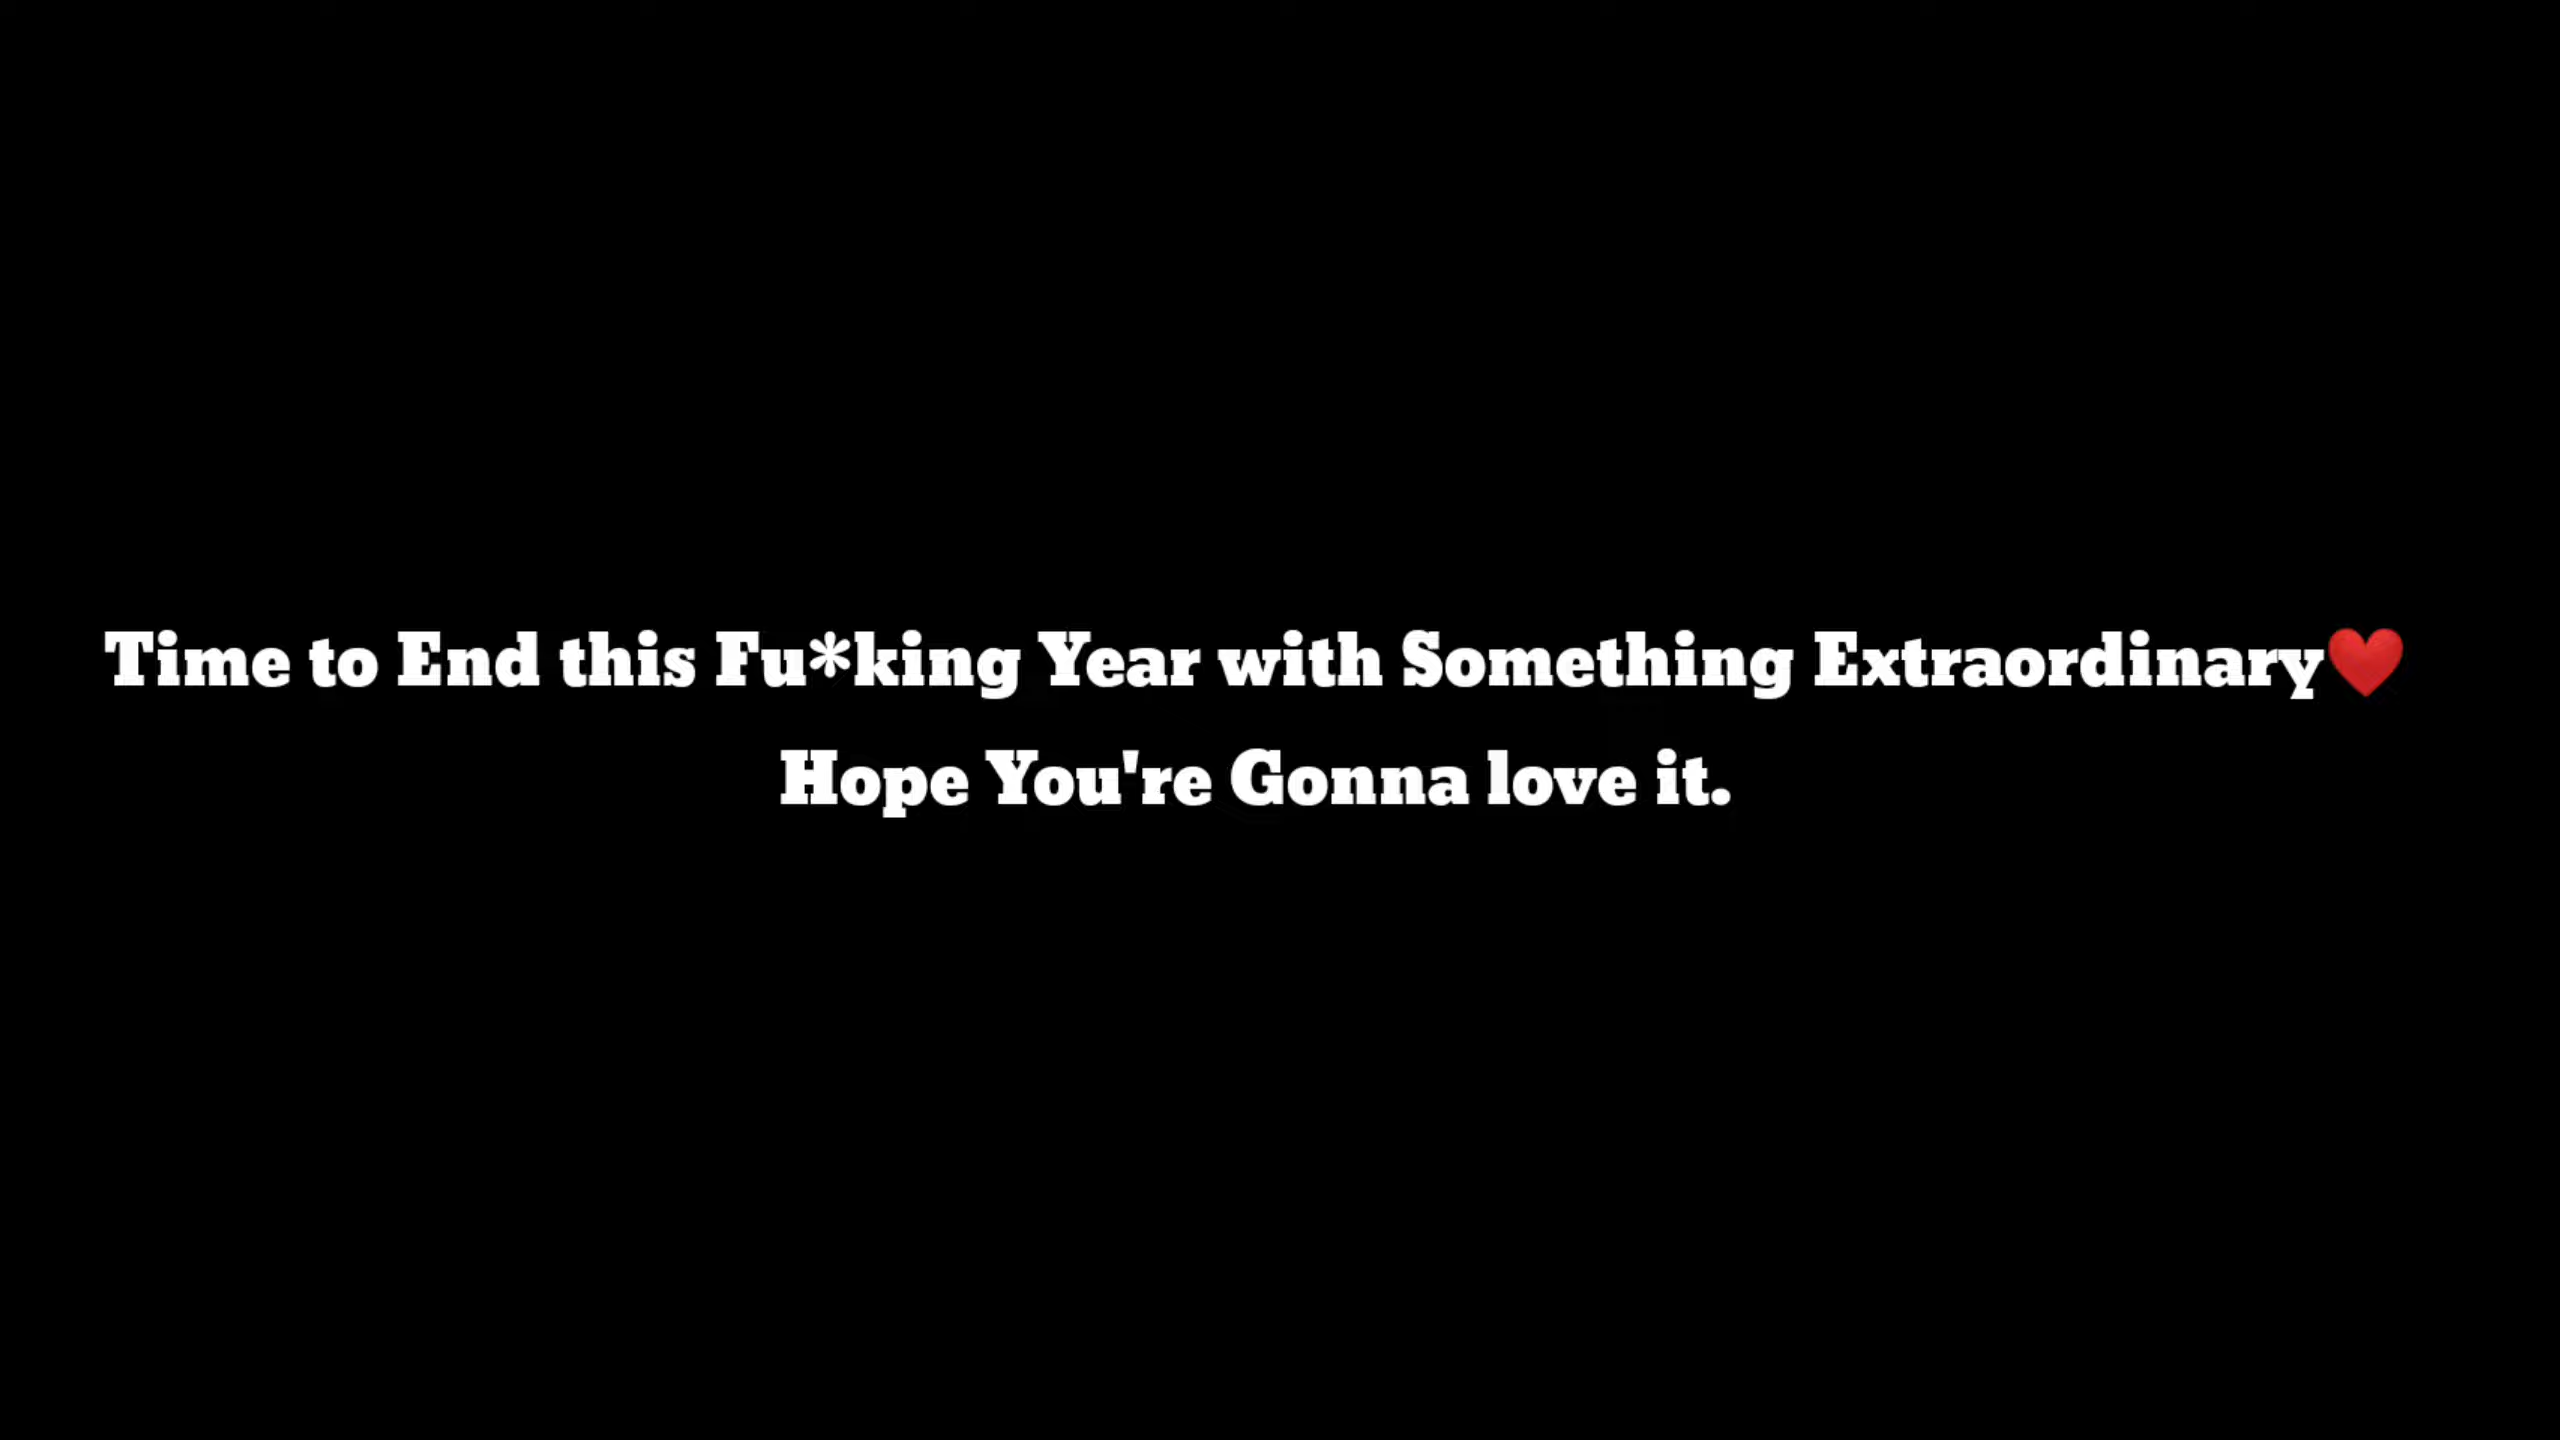 Time to End this Fu*king Year with Something Extraordinary❤️
Hope You're Gonna love it.